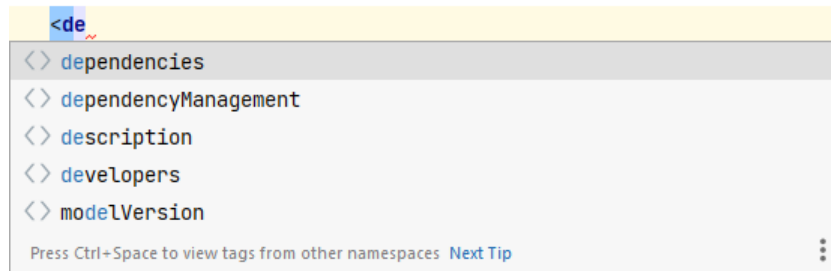 <de
<> dependencies
<> dependencyManagement
<> description
<> developers
<> modelVersion
Press Ctrl+Space to view tags from other namespaces Next Tip